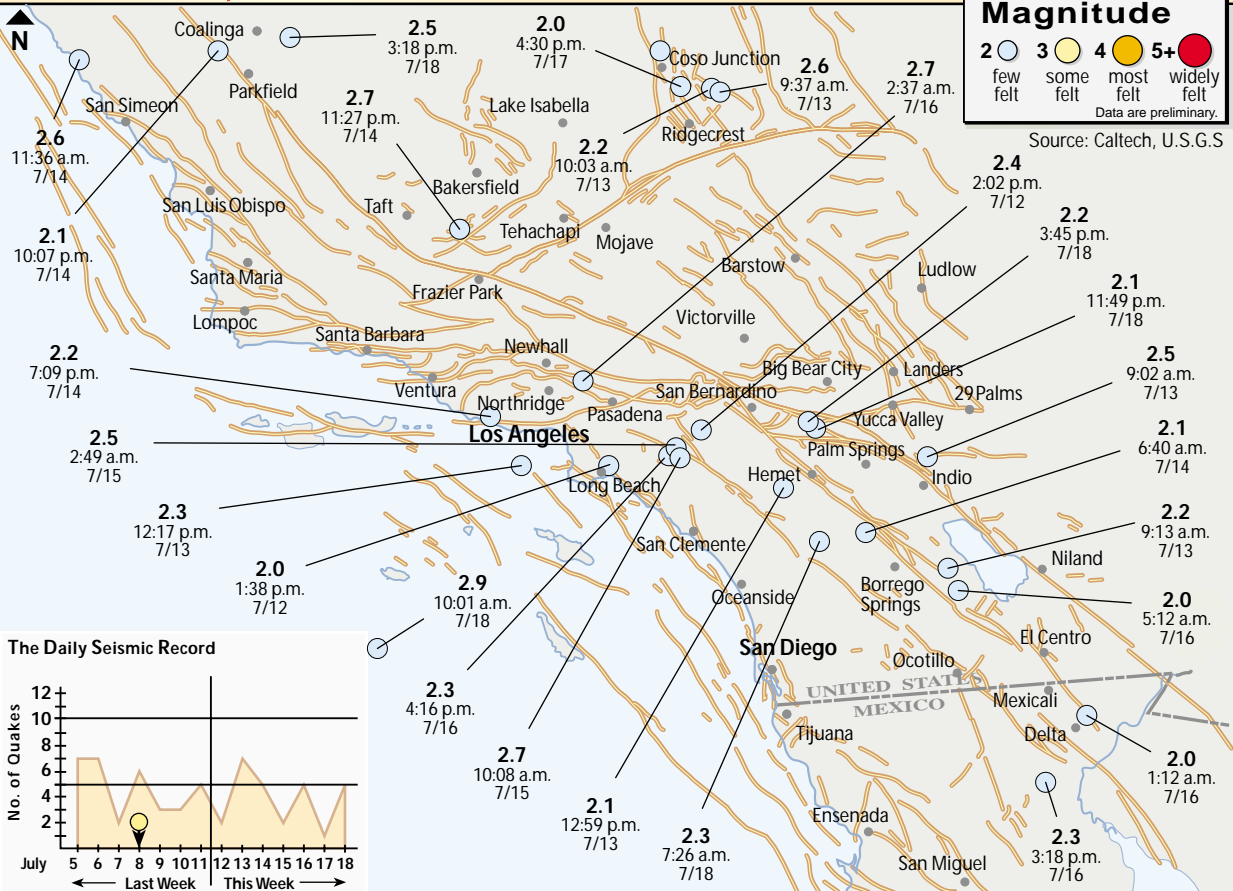 N
Magnitude
2 3 4 5+
few felt
some felt
most felt
widely felt
Data are preliminary.
Source: Caltech, U.S.G.S
Coalinga
2.5
3:18 p.m.
7/18
2.0
4:30 p.m.
7/17
Coso Junction
2.6
9:37 a.m.
7/13
2.7
2:37 a.m.
7/16
Parkfield
San Simeon
2.7
11:27 p.m.
7/14
Lake Isabella
Ridgecrest
2.6
11:36 a.m.
7/14
2.2
10:03 a.m.
7/13
2.4
2:02 p.m.
7/12
Bakersfield
San Luis Obispo
Taft
Tehachapi
Mojave
2.2
3:45 p.m.
7/18
2.1
10:07 p.m.
7/14
Santa Maria
Frazier Park
Barstow
Ludlow
2.1
11:49 p.m.
7/18
Lompoc
Santa Barbara
Victorville
Newhall
2.2
7:09 p.m.
7/14
Ventura
Northridge
Pasadena
San Bernardino
Big Bear City
Landers
29 Palms
2.5
9:02 a.m.
7/13
Yucca Valley
Los Angeles
2.5
2:49 a.m.
7/15
Palm Springs
2.1
6:40 a.m.
7/14
Long Beach
Hemet
Indio
2.3
12:17 p.m.
7/13
San Clemente
2.2
9:13 a.m.
7/13
2.0
1:38 p.m.
7/12
2.9
10:01 a.m.
7/18
Oceanside
Borrego
Springs
Niland
2.0
5:12 a.m.
7/16
San Diego
El Centro
Ocotillo
UNITED STATES
MEXICO
Mexicali
Tijuana
Delta
2.3
4:16 p.m.
7/16
2.7
10:08 a.m.
7/15
2.0
1:12 a.m.
7/16
2.1
12:59 p.m.
7/13
2.3
7:26 a.m.
7/18
Ensenada
San Miguel
2.3
3:18 p.m.
7/16
The Daily Seismic Record
No. of Quakes
12
10
8
6
4
2
July 5 6 7 8 9 10 11 12 13 14 15 16 17 18
Last Week This Week